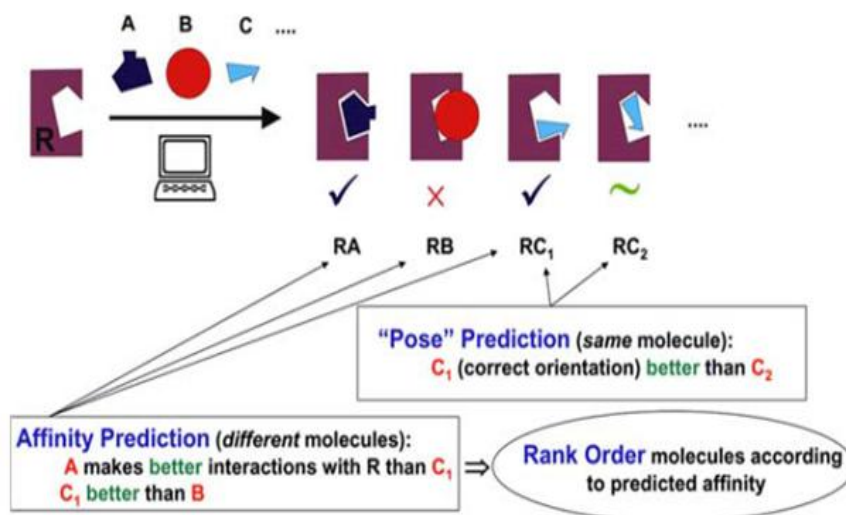 A B C ....
R
....
RA RB RC₁ RC₂
“Pose” Prediction (same molecule):
C₁ (correct orientation) better than C₂
Affinity Prediction (different molecules):
A makes better interactions with R than C₁
C₁ better than B
⇒
Rank Order molecules according
to predicted affinity